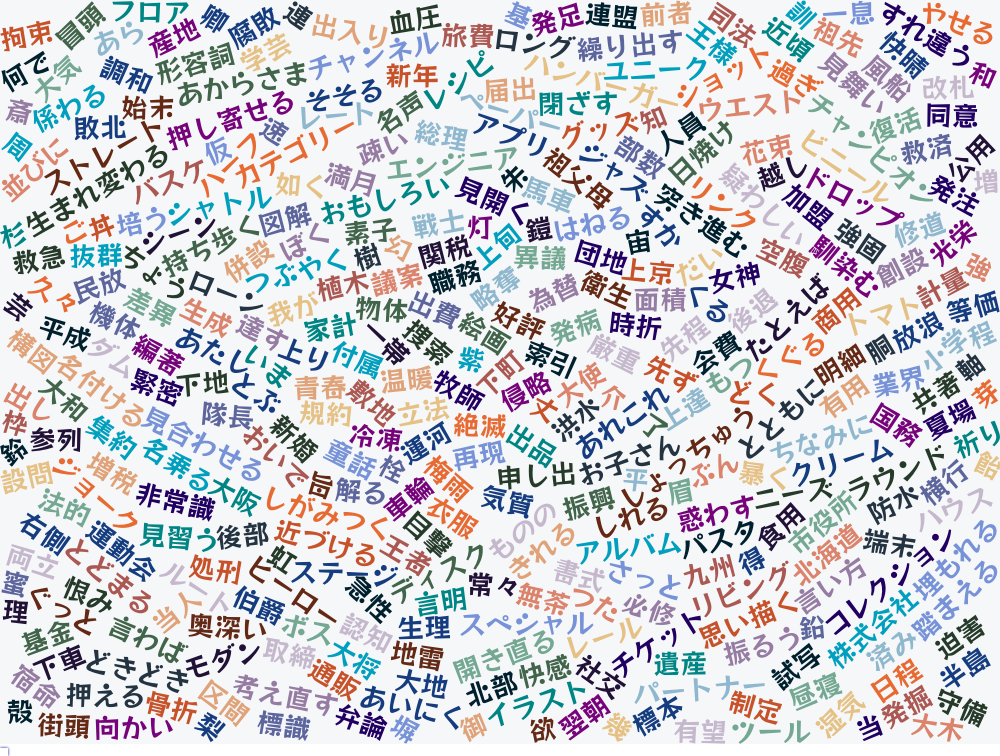 拘束
冒頭
フロア
あら
産地
卿
腐敗
運
出入り
血圧
旅費
基
発足
連盟
前者
司法
訓
一息
すれ違う
やせる
何で
大気
調和
形容詞
学芸
チャンネル
ロング
繰り出す
王様
近頃
祖先
快晴
和
斎
係わる
始末
あからさま
新年
レシピ
ハンバーガー
ユニーク
ショット
過ぎ
見舞い
風船
改札
周
敗北
押し寄せる
そそる
レート
名声
ペーパー
届出
閉ざす
ウエスト
チャンピオン
復活
同意
並びに
ストレート
仮
速
ハーフ
カテゴリー
疎い
総理
アプリ
グッズ
知
人員
日焼け
花束
ビニール
救済
公用
生まれ変わる
バスケ
如く
満月
エンジニア
祖父母
ジャズ
部数
越し
発注
増
杉
ご丼
培う
シャトル
図解
おもしろい
見開く
朱
馬車
リンク
ドロップ
加盟
強固
修道
光栄
救急
抜群
シーン
持ち歩く
併設
ぼく
素子
戦士
灯
鎧
はねる
すか
突き進む
宙
ちょうど
ローン
つぶやく
樹
幻
関税
上旬
異議
団地
上京
だい
空腹
馴染む
創設
久々
民放
植木
議案
職務
略奪
為替
衛生
面積
くる
女神
計量
強
芸
平成
機体
差異
生成
達す
我が
家計
物体
出費
絵画
好評
発病
時折
先程
後退
たとえば
商用
トマト
等価
構図
ダム
編著
あたし
いま
上り
付属
一部
捜索
紫
下町
索引
厳重
先ず
会費
くぐる
明細
胴
放浪
小学程
名付ける
緊密
下地
とぶ
青春
敷地
温暖
牧師
侵略
大使
介
もつ
どく
有用
業界
共著
軸
出し
大和
見合わせる
隊長
新婚
規約
立法
絶滅
丈
洪水
あれこれ
上達
ともに
国務
夏場
芽
枠
参列
集約
名乗る
おいで
冷凍
運河
再現
出品
申し出
お子さん
ちゅう
ちなみに
祈り
鈴
設問
ジョーク
増税
大阪
旨
童話
栓
解る
梅雨
車輪
衣服
気質
振興
しょっちゅう
平
眉
ぶん
暴く
クリーム
ラウンド
飴
法的
非常識
しがみつく
目撃
しれる
惑わす
ニーズ
市役所
防水
横行
ハウス
右側
運動会
見習う
後部
近づける
王者
ディスク
ものの
される
アルバム
パスタ
食用
北海道
端末
両立
とどまる
ルート
処刑
虹
ステージ
急性
常々
書式
さっと
九州
得
リビング
言い方
コレクション
埋もれる
蜜
ぐっと
恨み
当人
伯爵
ヒーロー
言明
無茶
つた
必修
思い描く
鉛
株式会社
踏まえる
理
基金
言わば
奥深い
ボス
認知
生理
スペシャル
レール
チケット
振るう
済み
迫害
下車
どきどき
モダン
取締
大将
地雷
開き直る
快感
社交
遺産
試写
半島
宿命
押える
骨折
区間
考え直す
通販
あいにく
大地
北部
イラスト
パートナー
昼寝
日程
守備
殻
街頭
向かい
梨
標識
弁論
塀
御
欲
翌朝
拳
標本
有望
制定
ツール
湿気
当
発掘
大木